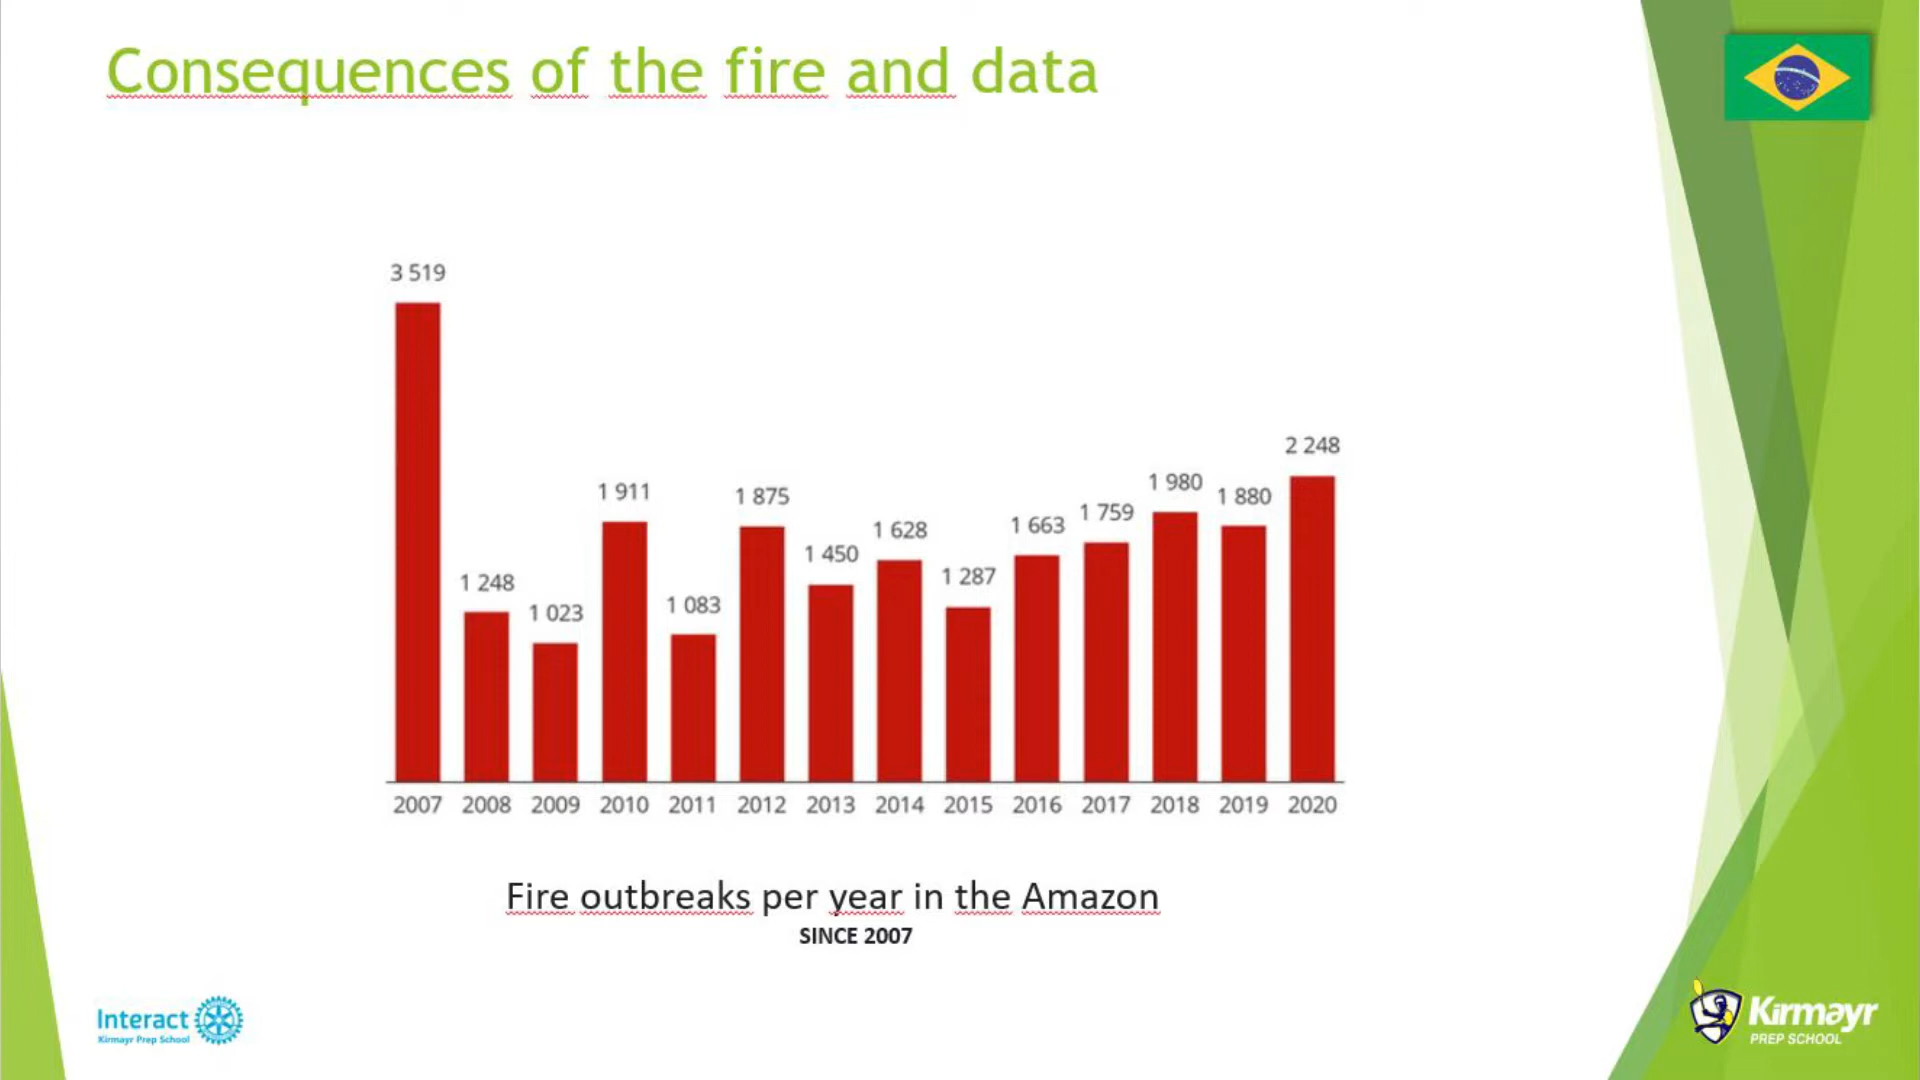 Consequences of the fire and data
3 519
1 248
1 023
1 911
1 083
1 875
1 450
1 628
1 287
1 663
1 759
1 980
1 880
2 248
2007 2008 2009 2010 2011 2012 2013 2014 2015 2016 2017 2018 2019 2020
Fire outbreaks per year in the Amazon
SINCE 2007
Interact
Kirmayr Prep School
Kirmayr
PREP SCHOOL